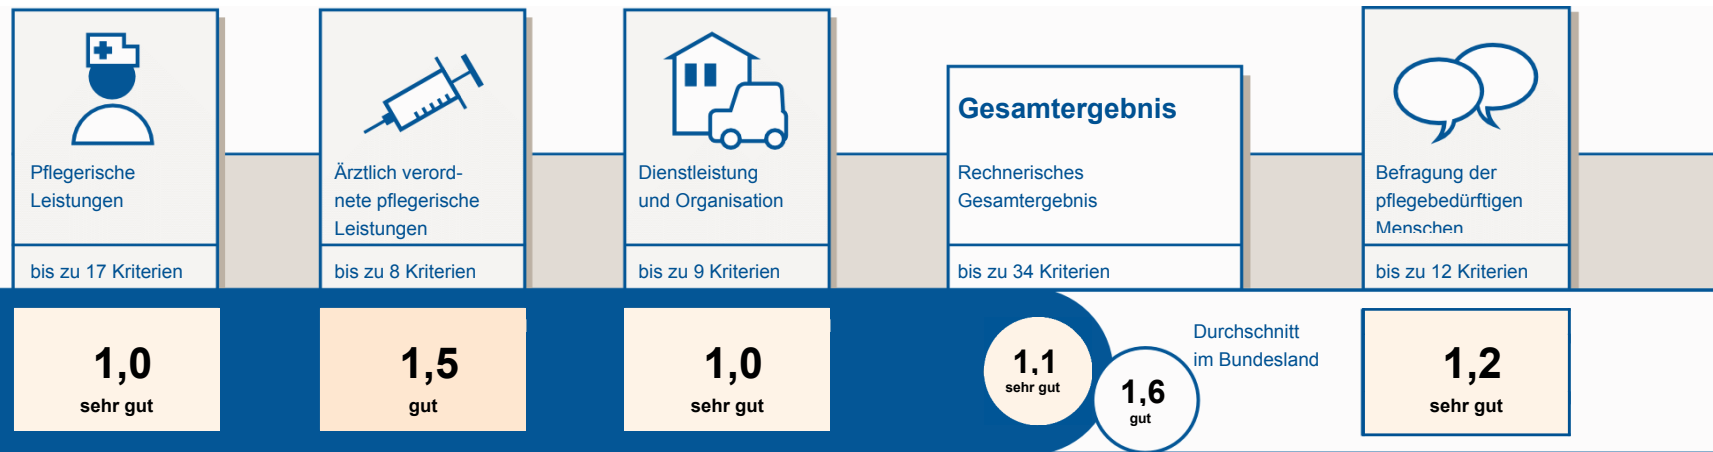 Pflegerische
Leistungen
bis zu 17 Kriterien
1,0
sehr gut
Ärztlich verord-
nete pflegerische
Leistungen
bis zu 8 Kriterien
1,5
gut
Dienstleistung
und Organisation
bis zu 9 Kriterien
1,0
sehr gut
Gesamtergebnis
Rechnerisches
Gesamtergebnis
bis zu 34 Kriterien
1,1
sehr gut
Durchschnitt
im Bundesland
1,6
gut
Befragung der
pflegebedürftigen
Menschen
bis zu 12 Kriterien
1,2
sehr gut